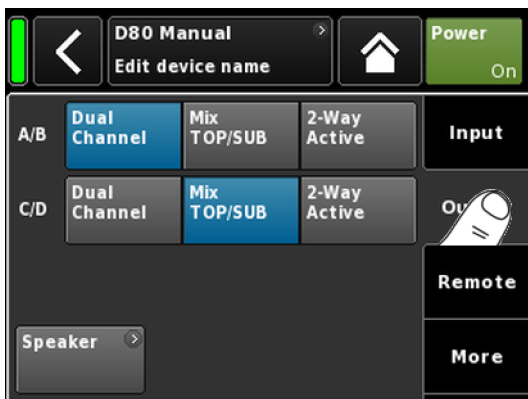 D80 Manual
Edit device name
Power
On
A/B
Dual
Channel
Mix
TOP/SUB
2-Way
Active
Input
C/D
Dual
Channel
Mix
TOP/SUB
2-Way
Active
Remote
Speaker
More